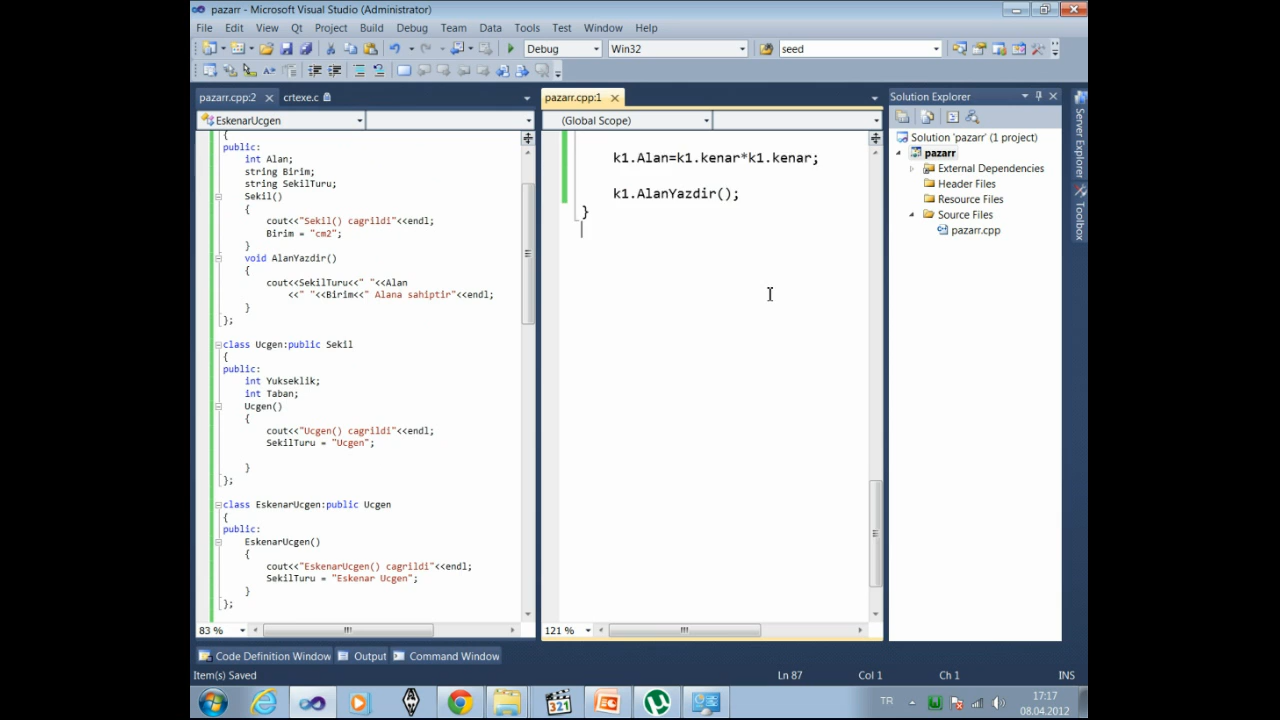 pazarr - Microsoft Visual Studio (Administrator)
File Edit View Qt Project Build Debug Team Data Tools Test Window Help
Debug Win32 seed
pazarr.cpp:2 crtexe.c
EskenarUcgen
{
public:
int Alan;
string Birim;
string SekilTuru;
Sekil()
{
cout<<"Sekil() cagrildi"<<endl;
Birim = "cm2";
}
void AlanYazdir()
{
cout<<SekilTuru<<" "<<Alan
<<" "<<Birim<<" Alana sahiptir"<<endl;
}
};
class Ucgen:public Sekil
{
public:
int Yukseklik;
int Taban;
Ucgen()
{
cout<<"Ucgen() cagrildi"<<endl;
SekilTuru = "Ucgen";
}
};
class EskenarUcgen:public Ucgen
{
public:
EskenarUcgen()
{
cout<<"EskenarUcgen() cagrildi"<<endl;
SekilTuru = "Eskenar Ucgen";
}
};
83 %
pazarr.cpp:1
(Global Scope)
k1.Alan=k1.kenar*k1.kenar;
k1.AlanYazdir();
}
121 %
Solution Explorer
Solution 'pazarr' (1 project)
pazarr
External Dependencies
Header Files
Resource Files
Source Files
pazarr.cpp
Server Explorer
Toolbox
Code Definition Window Output Command Window
Item(s) Saved Ln 87 Col 1 Ch 1 INS
321
TR 17:17
08.04.2012